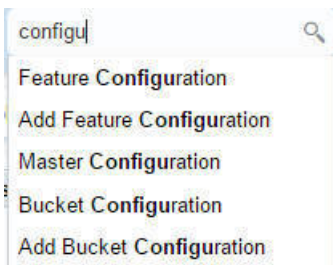 configu
Feature Configuration
Add Feature Configuration
Master Configuration
Bucket Configuration
Add Bucket Configuration